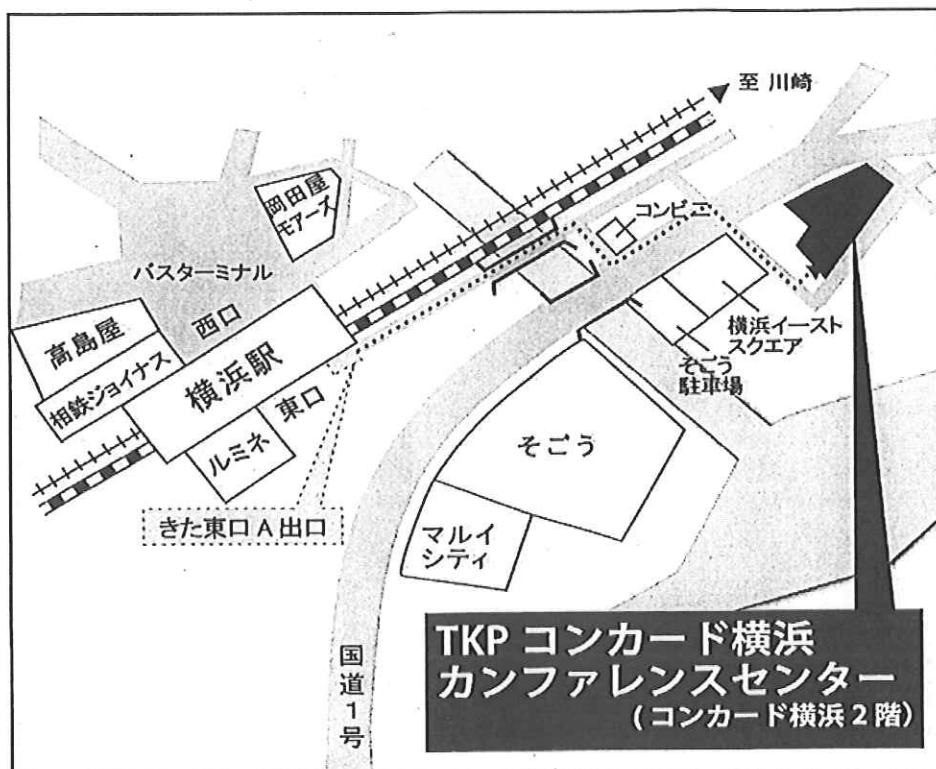 至 川崎
岡田屋
モアーズ
コンビニ
バスターミナル
西口
高島屋
相鉄ジョイナス
横浜駅
東口
ルミネ
横浜イースト
スクエア
そごう
駐車場
そごう
きた東口 A 出口
マルイ
シティ
国道1号
TKP コンカード横浜
カンファレンスセンター
(コンカード横浜 2 階)